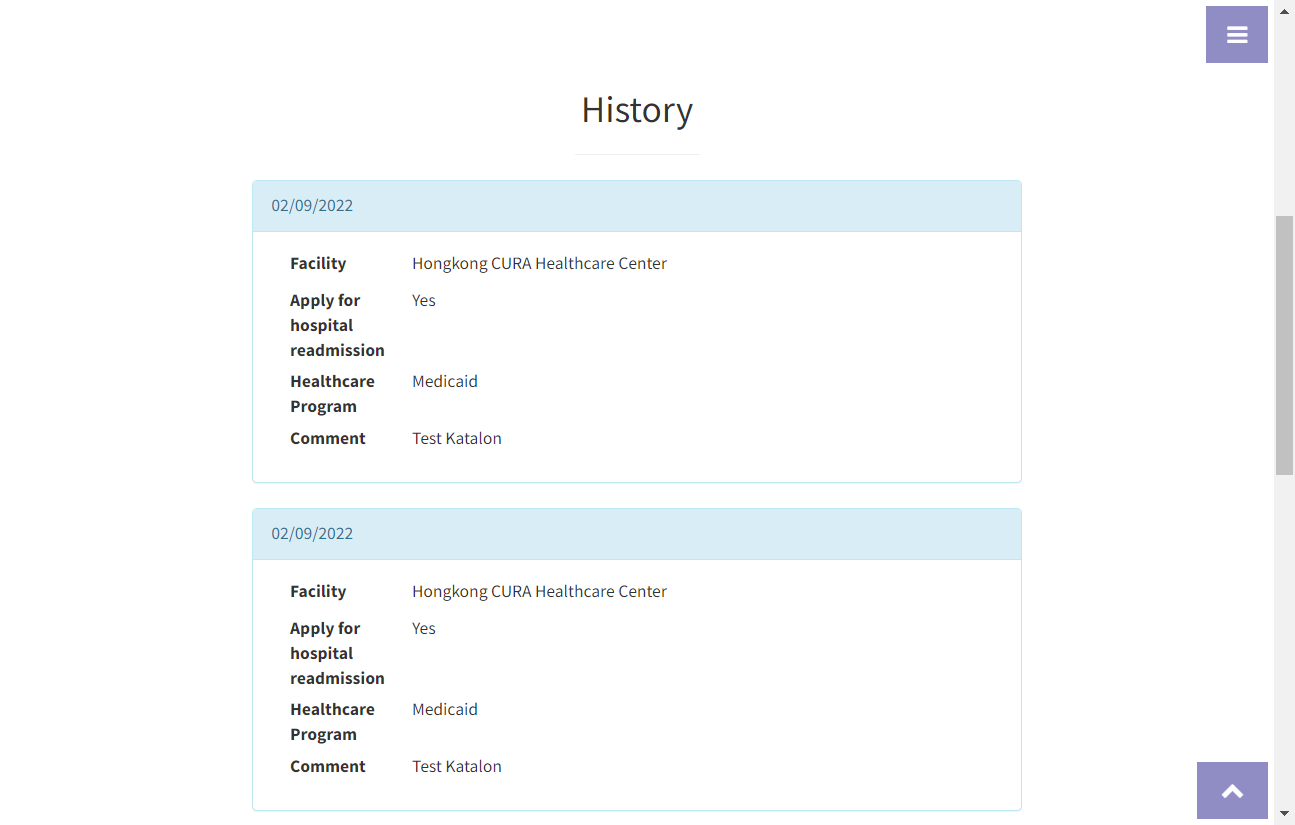 History
02/09/2022
Facility Hongkong CURA Healthcare Center
Apply for Yes
hospital
readmission
Healthcare Medicaid
Program
Comment Test Katalon
02/09/2022
Facility Hongkong CURA Healthcare Center
Apply for Yes
hospital
readmission
Healthcare Medicaid
Program
Comment Test Katalon